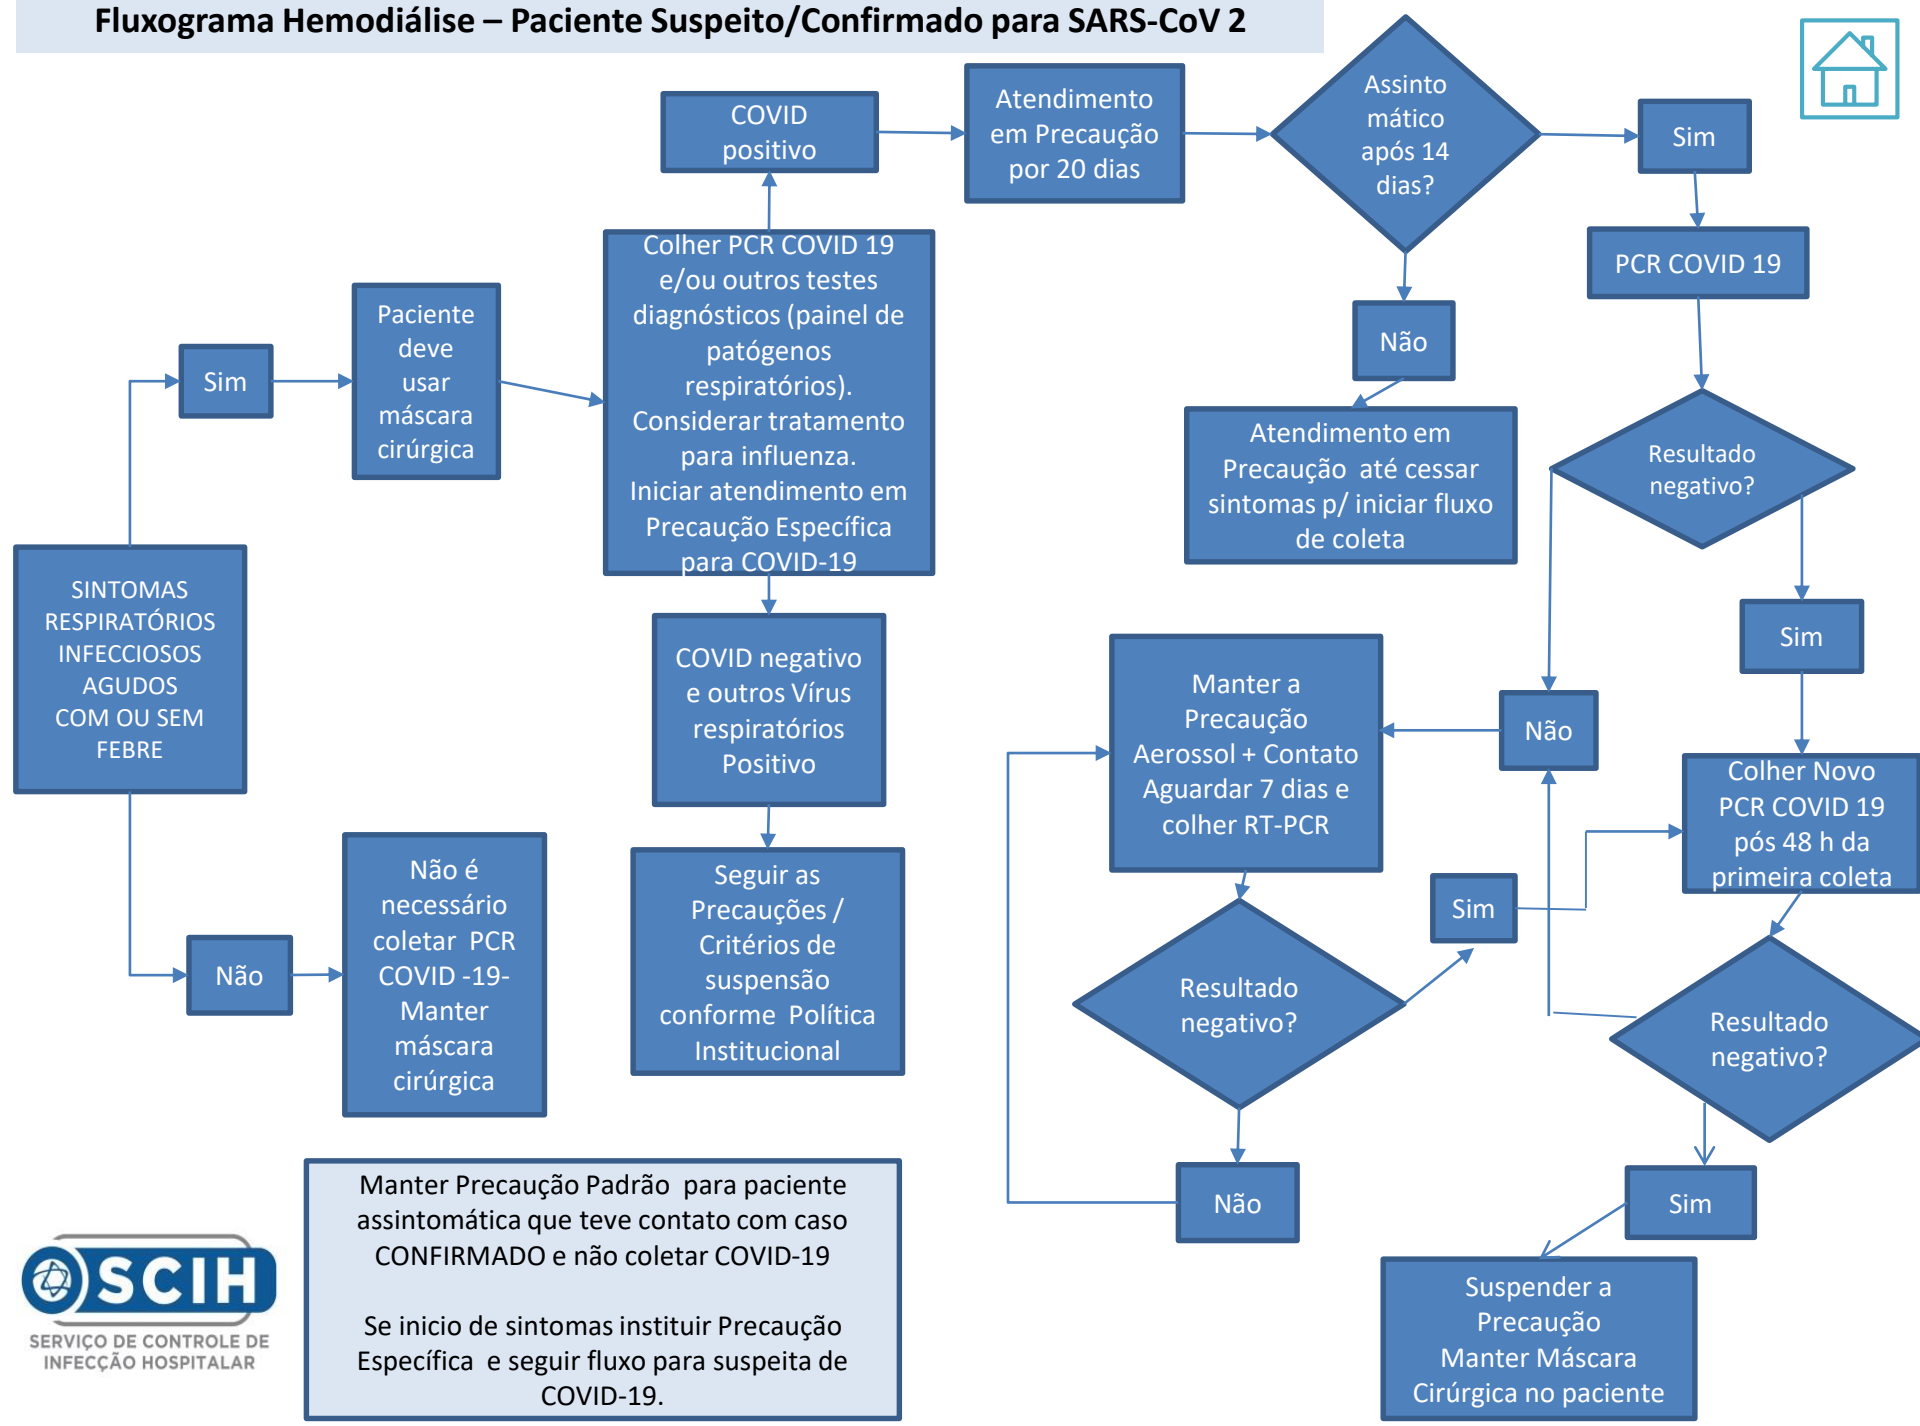 Fluxograma Hemodiálise – Paciente Suspeito/Confirmado para SARS-CoV 2
COVID
positivo
Atendimento
em Precaução
por 20 dias
Assinto
mático
após 14
dias?
Sim
PCR COVID 19
Colher PCR COVID 19
e/ou outros testes
diagnósticos (painel de
patógenos
respiratórios).
Considerar tratamento
para influenza.
Iniciar atendimento em
Precaução Específica
para COVID-19
Paciente
deve
usar
máscara
cirúrgica
Sim
Não
Atendimento em
Precaução  até cessar
sintomas p/ iniciar fluxo
de coleta
Resultado
negativo?
Sim
SINTOMAS
RESPIRATÓRIOS
INFECCIOSOS
AGUDOS
COM OU SEM
FEBRE
COVID negativo
e outros Vírus
respiratórios
Positivo
Manter a
Precaução
Aerossol + Contato
Aguardar 7 dias e
colher RT-PCR
Não
Colher Novo
PCR COVID 19
pós 48 h da
primeira coleta
Não
Não é
necessário
coletar  PCR
COVID -19-
Manter
máscara
cirúrgica
Seguir as
Precauções /
Critérios de
suspensão
conforme  Política
Institucional
Sim
Resultado
negativo?
Resultado
negativo?
Não
Sim
Manter Precaução Padrão  para paciente
assintomática que teve contato com caso
CONFIRMADO e não coletar COVID-19
Se inicio de sintomas instituir Precaução
Específica  e seguir fluxo para suspeita de
COVID-19.
Suspender a
Precaução
Manter Máscara
Cirúrgica no paciente
SCIH
SERVIÇO DE CONTROLE DE
INFECÇÃO HOSPITALAR